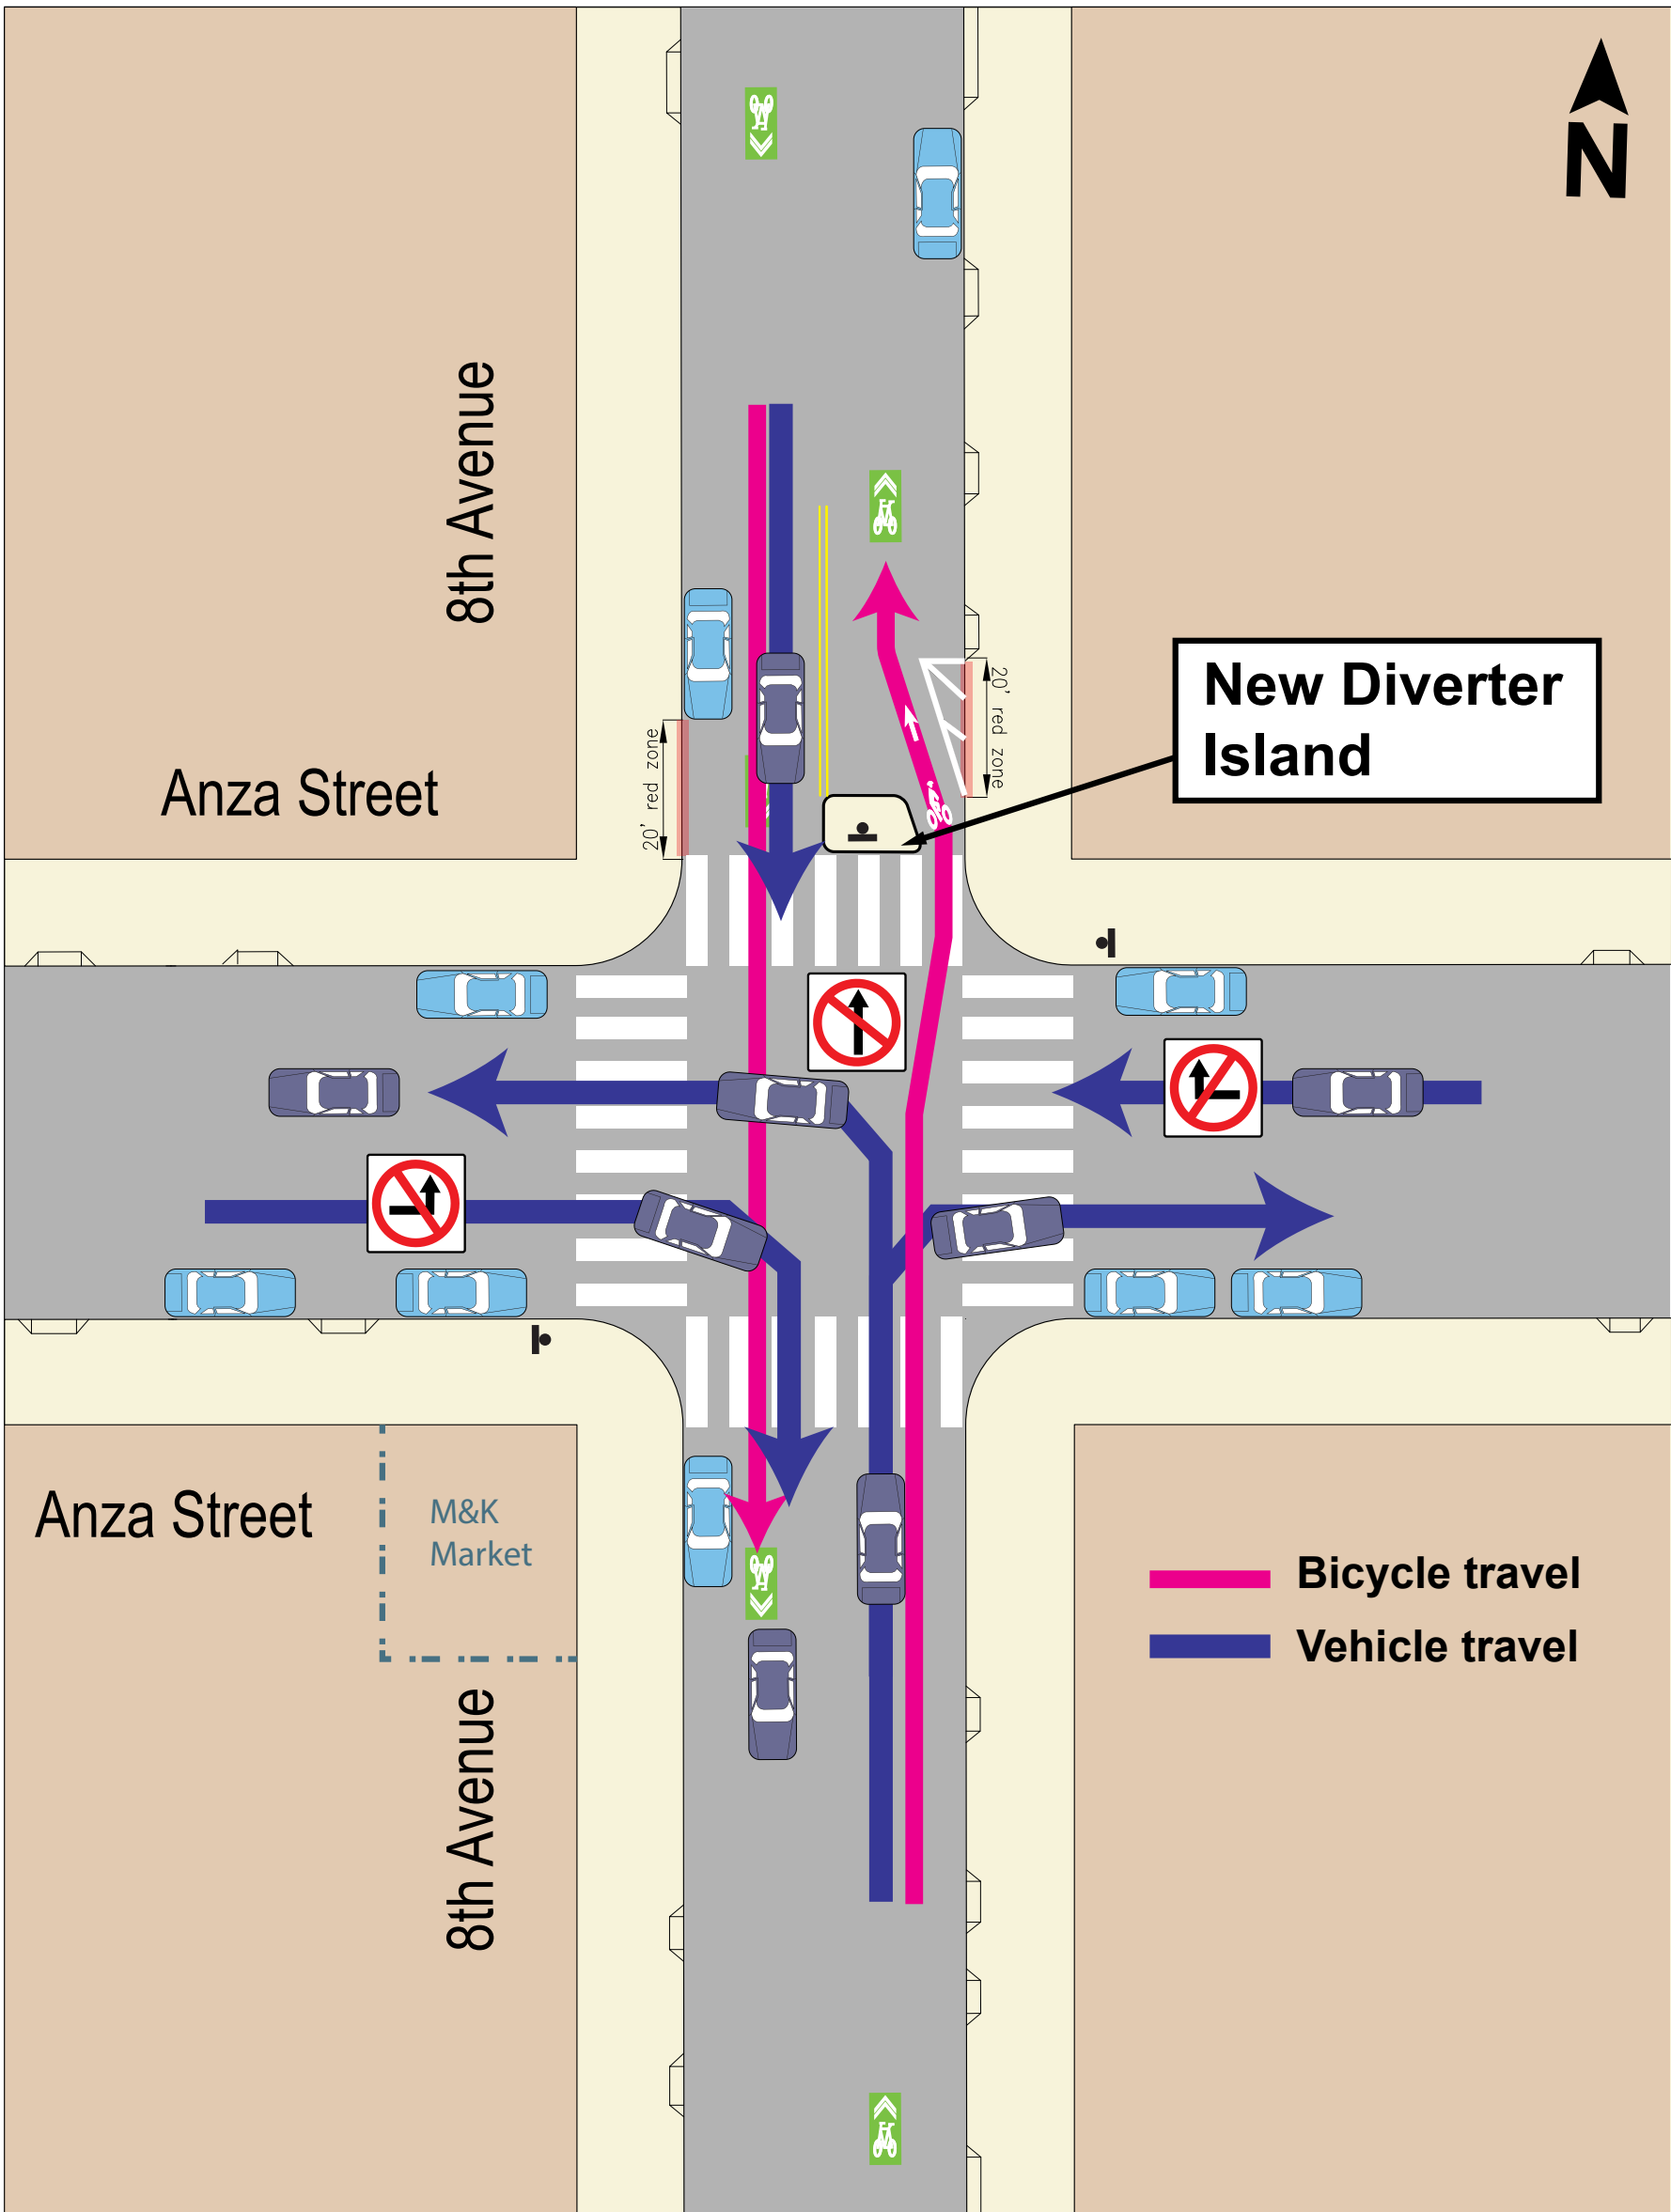 N
8th Avenue
New Diverter
Island
20' red zone
20' red zone
Anza Street
Anza Street
M&K
Market
Bicycle travel
Vehicle travel
8th Avenue